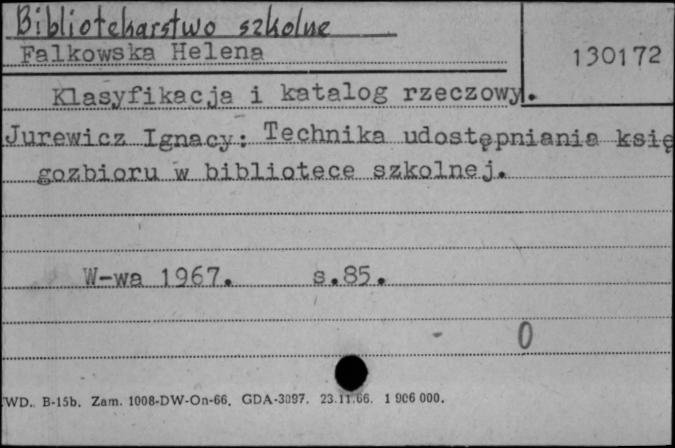 Bibliotekarstwo szkolne
Falkowska Helena
130172
Klasyfikacja i katalog rzeczowy.
Jurewicz Ignacy: Technika udostępniania księ
gozbioru w bibliotece szkolnej.
W-wa 1967. s.85.
0
WD. B-15b. Zam. 1008-DW-On-66. GDA-3097. 23.11.66. 1 906 000.